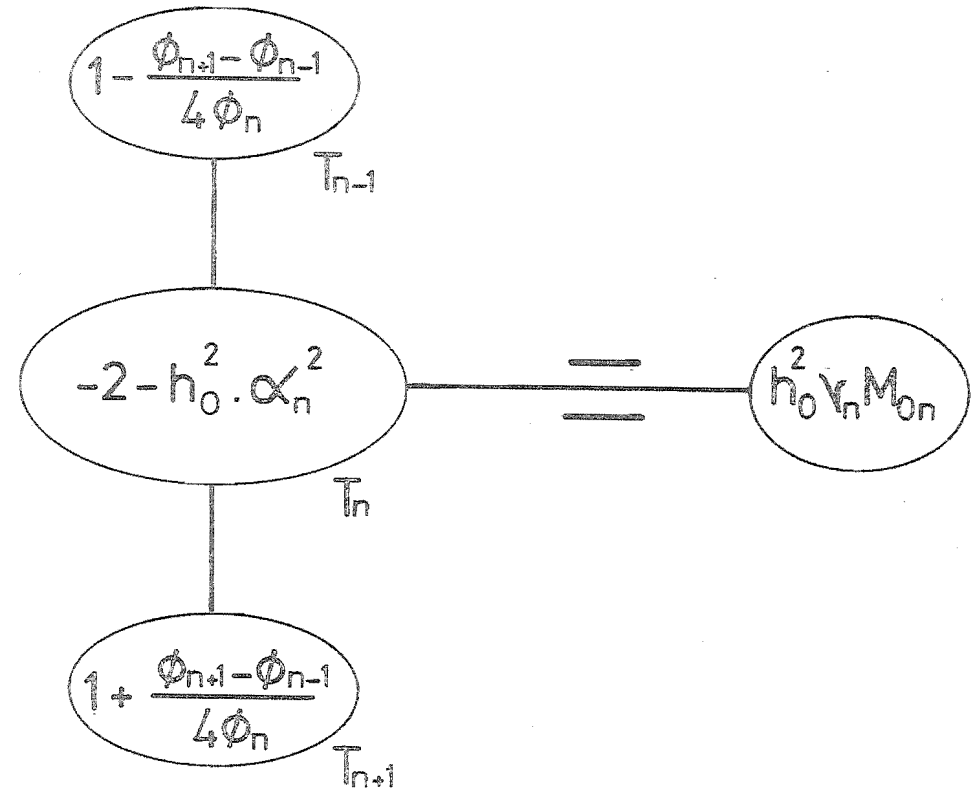 1 - (ϕₙ₊₁ - ϕₙ₋₁) / 4ϕₙ
Tₙ₋₁
-2 - h₀² . αₙ²
=
h₀² γₙ M₀ₙ
Tₙ
1 + (ϕₙ₊₁ - ϕₙ₋₁) / 4ϕₙ
Tₙ₊₁